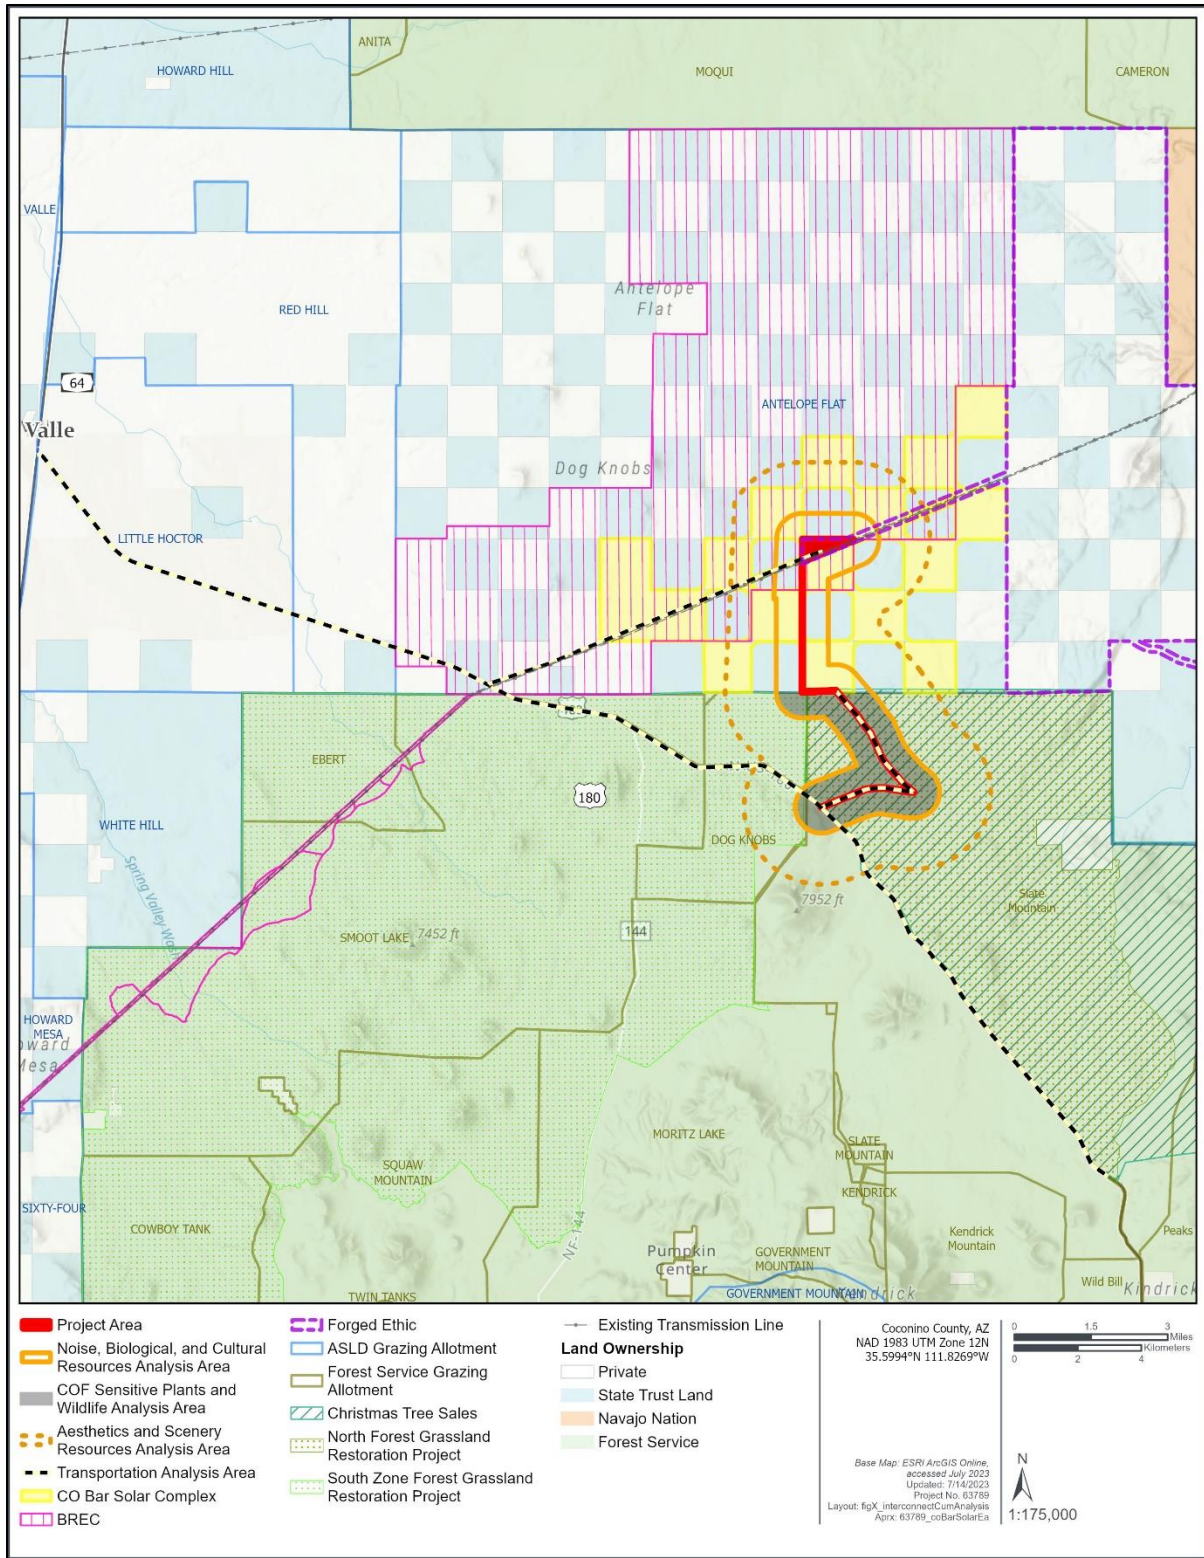 ANITA
HOWARD HILL
MOQUI
CAMERON
VALLE
RED HILL
Antelope
Flat
64
ANTELOPE FLAT
Valle
Dog Knobs
LITTLE HOCTOR
EBERT
180
WHITE HILL
DOG KNOBS
Spring Valley Wash
Slate
Mountain
7952 ft
SMOOT LAKE
7452 ft
144
HOWARD
MESA
oward
Mesa
MORITZ LAKE
SLATE
MOUNTAIN
SQUAW
MOUNTAIN
KENDRICK
SIXTY-FOUR
COWBOY TANK
NF-144
Kendrick
Mountain
Peaks
Pumpkin
Center
GOVERNMENT
MOUNTAIN
Wild Bill
TWIN TANKS
GOVERNMENT MOUNTAIN
Kendrick
Kindrick
Project Area
Noise, Biological, and Cultural
Resources Analysis Area
COF Sensitive Plants and
Wildlife Analysis Area
Aesthetics and Scenery
Resources Analysis Area
Transportation Analysis Area
CO Bar Solar Complex
BREC
Forged Ethic
ASLD Grazing Allotment
Forest Service Grazing
Allotment
Christmas Tree Sales
North Forest Grassland
Restoration Project
South Zone Forest Grassland
Restoration Project
Existing Transmission Line
Land Ownership
Private
State Trust Land
Navajo Nation
Forest Service
Coconino County, AZ
NAD 1983 UTM Zone 12N
35.5994°N 111.8269°W
Base Map: ESRI ArcGIS Online,
accessed July 2023
Updated: 7/14/2023
Project No. 63789
Layout: figX_interconnectCumAnalysis
Aprx: 63789_coBarSolarEa
0 1.5 3
Miles
Kilometers
0 2 4
N
1:175,000